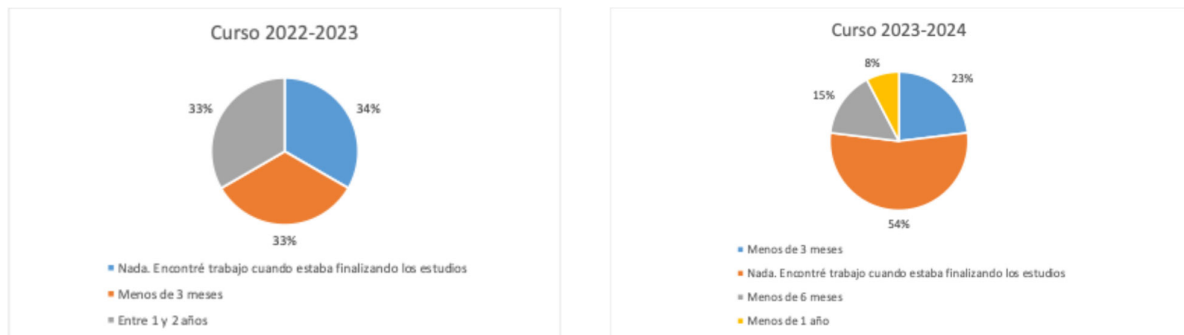 Curso 2022-2023
33%
34%
33%
Nada. Encontré trabajo cuando estaba finalizando los estudios
Menos de 3 meses
Entre 1 y 2 años
Curso 2023-2024
8%
23%
15%
54%
Menos de 3 meses
Nada. Encontré trabajo cuando estaba finalizando los estudios
Menos de 6 meses
Menos de 1 año